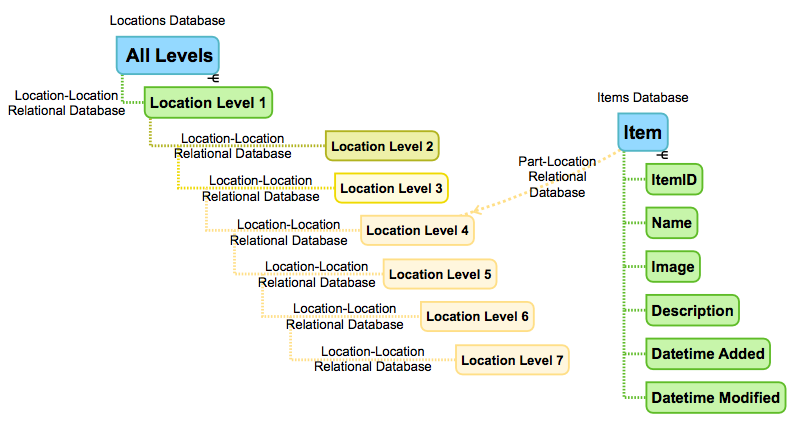 Locations Database
All Levels
Location-Location
Relational Database
Location Level 1
Location-Location
Relational Database
Location Level 2
Location-Location
Relational Database
Location Level 3
Location-Location
Relational Database
Location Level 4
Location-Location
Relational Database
Location Level 5
Location-Location
Relational Database
Location Level 6
Location-Location
Relational Database
Location Level 7
Part-Location
Relational
Database
Items Database
Item
ItemID
Name
Image
Description
Datetime Added
Datetime Modified